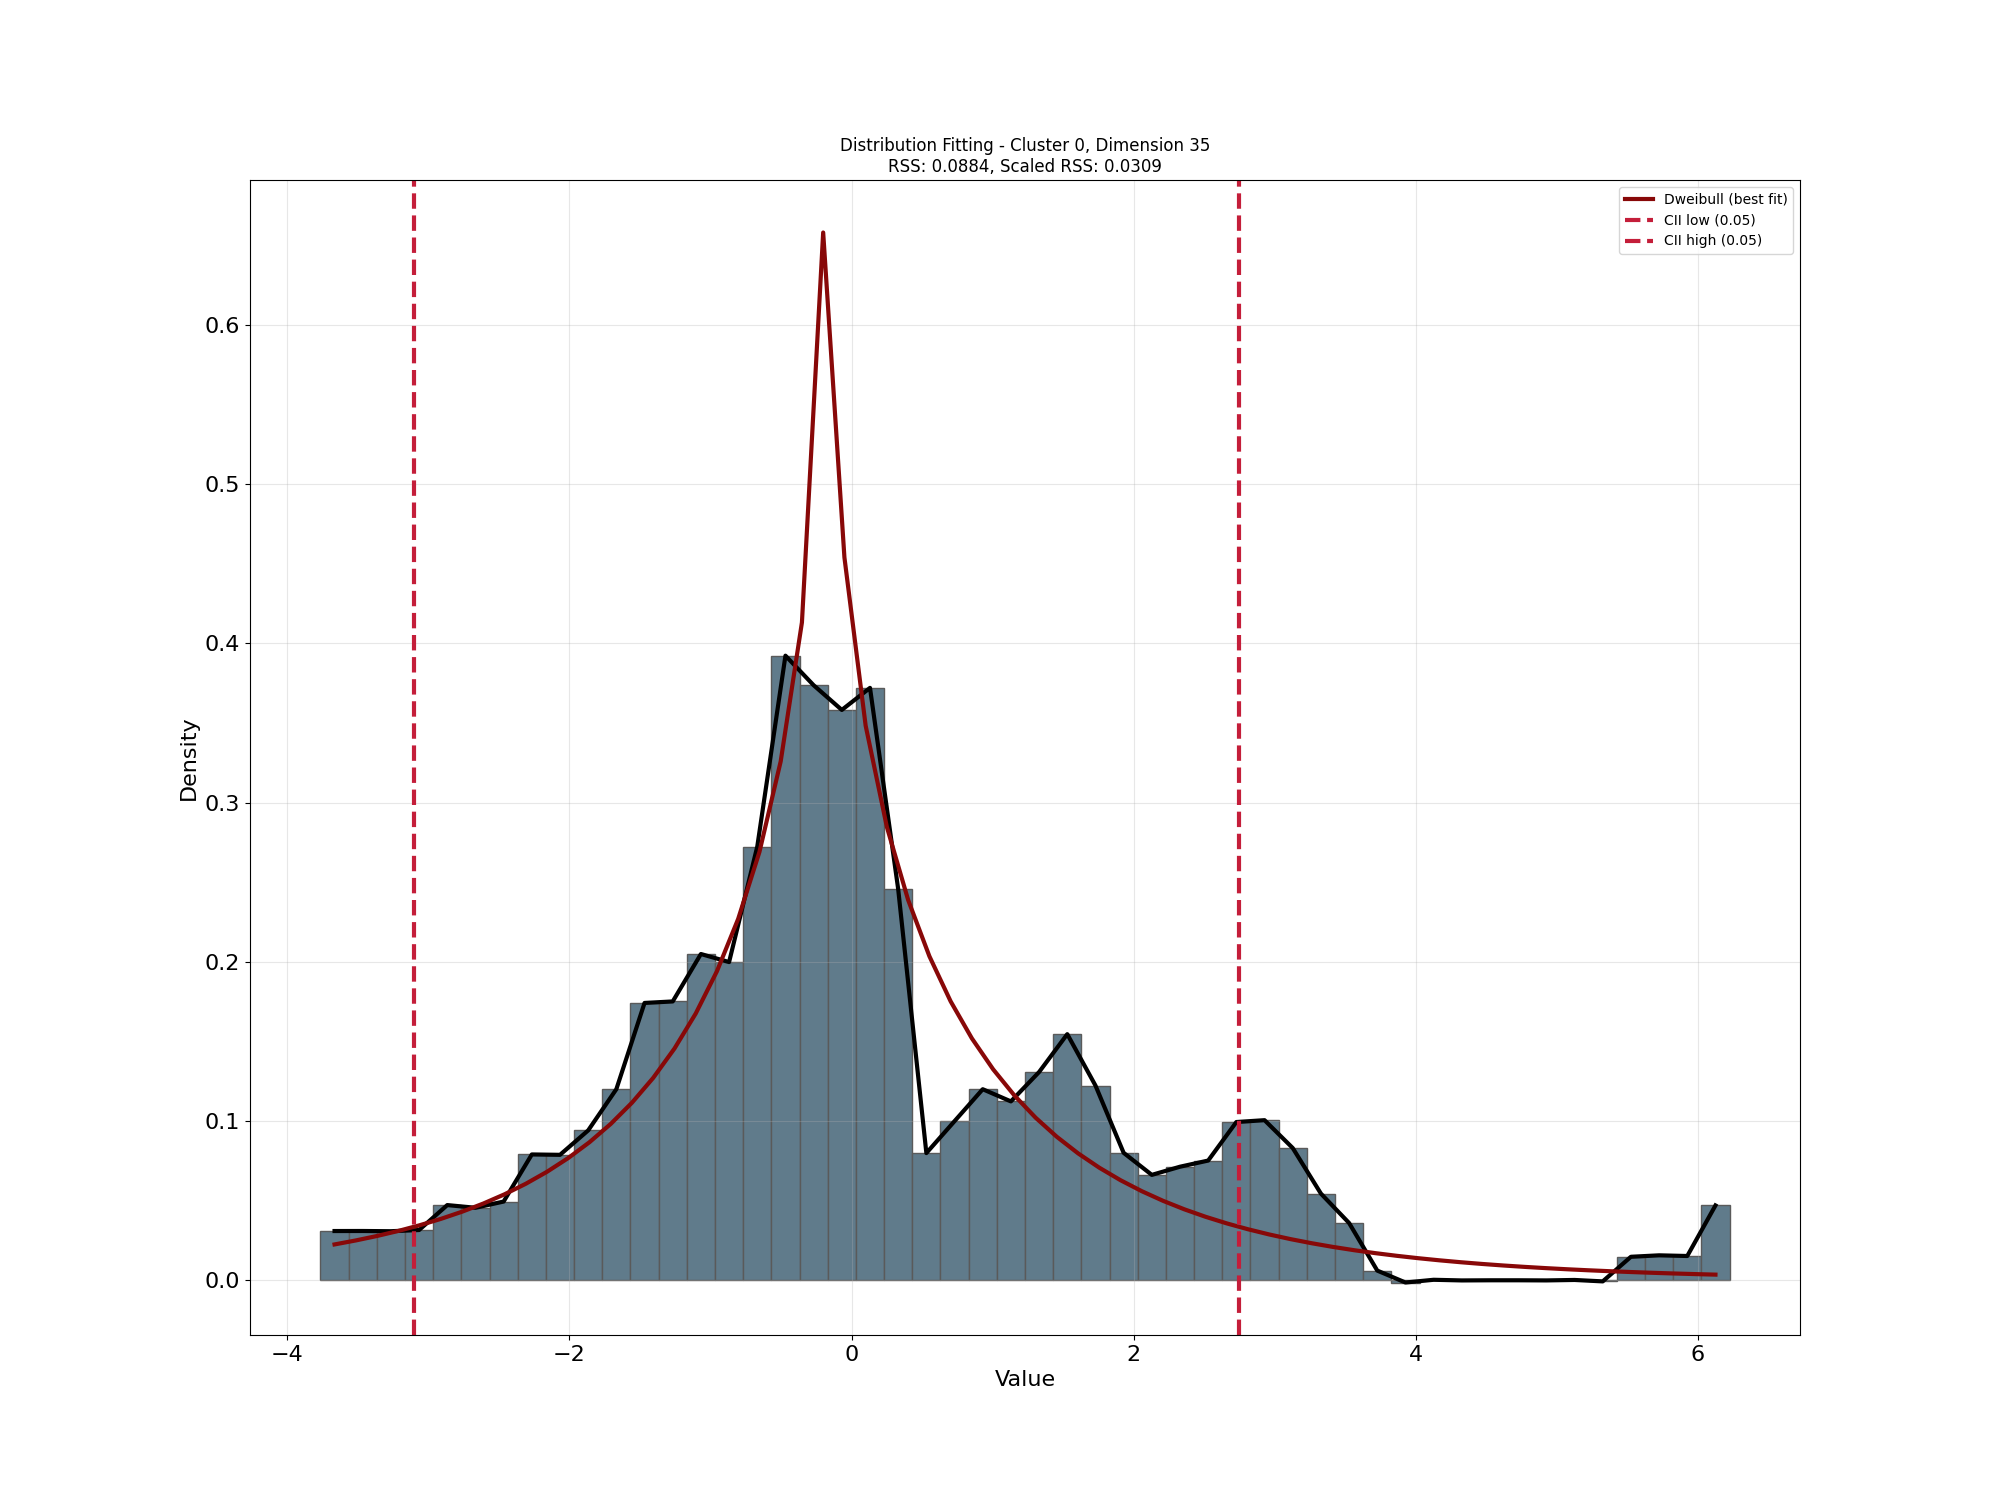 Distribution Fitting - Cluster 0, Dimension 35
RSS: 0.0884, Scaled RSS: 0.0309
Dweibull (best fit)
CII low (0.05)
CII high (0.05)
0.6
0.5
0.4
0.3
0.2
0.1
0.0
Density
−4
−2
0
2
4
6
Value